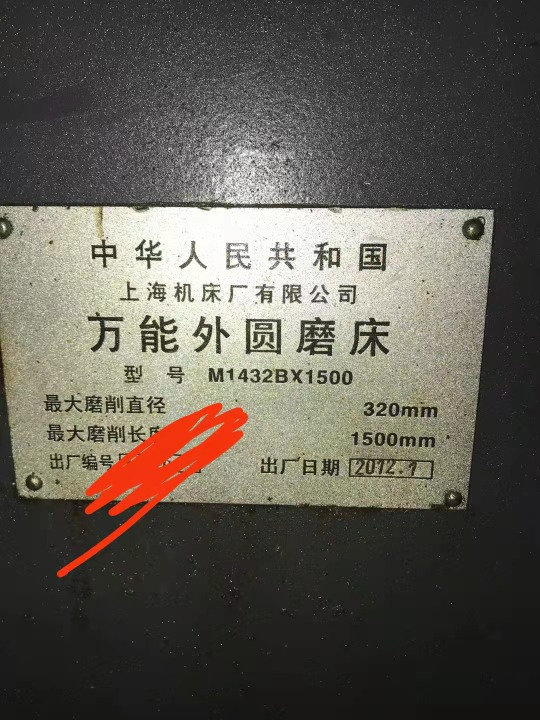 中华人民共和国
上海机床厂有限公司
万能外圆磨床
型号 M1432BX1500
最大磨削直径 320mm
最大磨削长 1500mm
出厂编号 出厂日期 2012.1